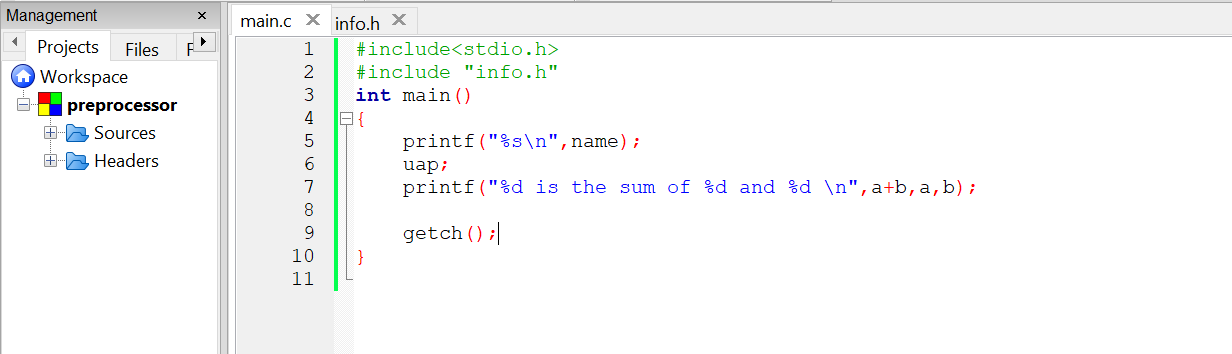 Management ×
Projects Files
Workspace
preprocessor
Sources
Headers
main.c info.h
1 #include<stdio.h>
2 #include "info.h"
3 int main()
4 {
5 printf("%s\n",name);
6 uap;
7 printf("%d is the sum of %d and %d \n",a+b,a,b);
8
9 getch();
10 }
11